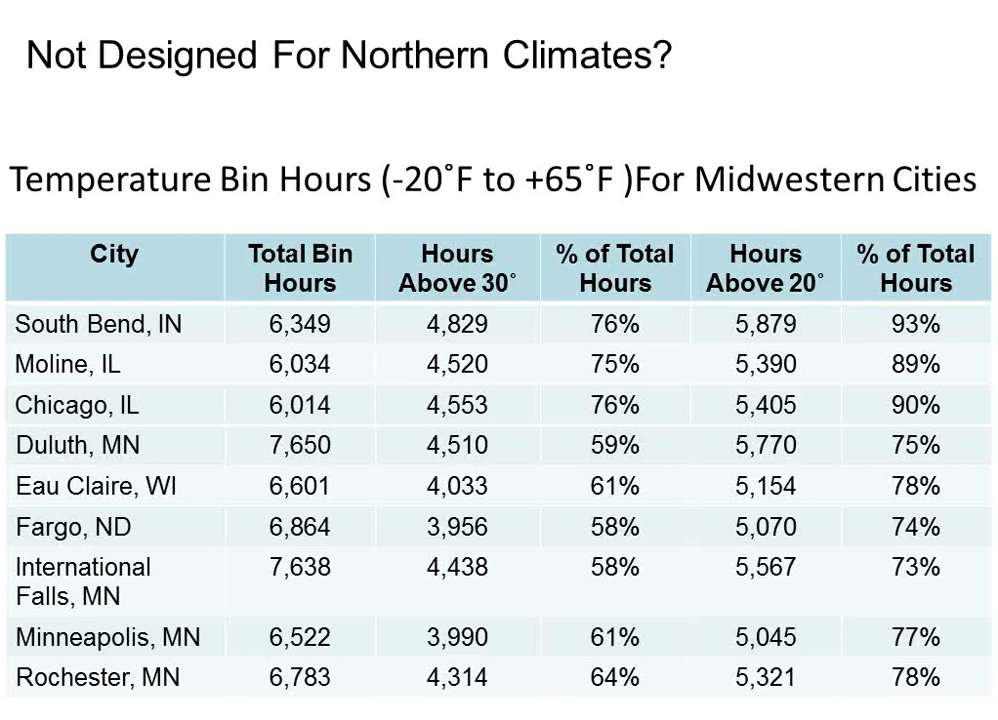 Not Designed For Northern Climates?
Temperature Bin Hours (-20˚F to +65˚F )For Midwestern Cities
City Total Bin Hours Hours Above 30˚ % of Total Hours Hours Above 20˚ % of Total Hours
South Bend, IN 6,349 4,829 76% 5,879 93%
Moline, IL 6,034 4,520 75% 5,390 89%
Chicago, IL 6,014 4,553 76% 5,405 90%
Duluth, MN 7,650 4,510 59% 5,770 75%
Eau Claire, WI 6,601 4,033 61% 5,154 78%
Fargo, ND 6,864 3,956 58% 5,070 74%
International Falls, MN 7,638 4,438 58% 5,567 73%
Minneapolis, MN 6,522 3,990 61% 5,045 77%
Rochester, MN 6,783 4,314 64% 5,321 78%